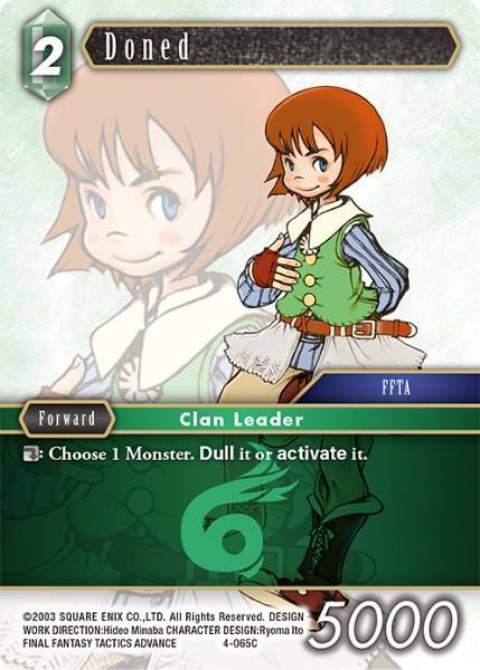 2
Doned
FFTA
Forward
Clan Leader
: Choose 1 Monster. Dull it or activate it.
©2003 SQUARE ENIX CO.,LTD. All Rights Reserved. DESIGN
WORK DIRECTION:Hideo Minaba CHARACTER DESIGN:Ryoma Ito
FINAL FANTASY TACTICS ADVANCE
4-065C
5000